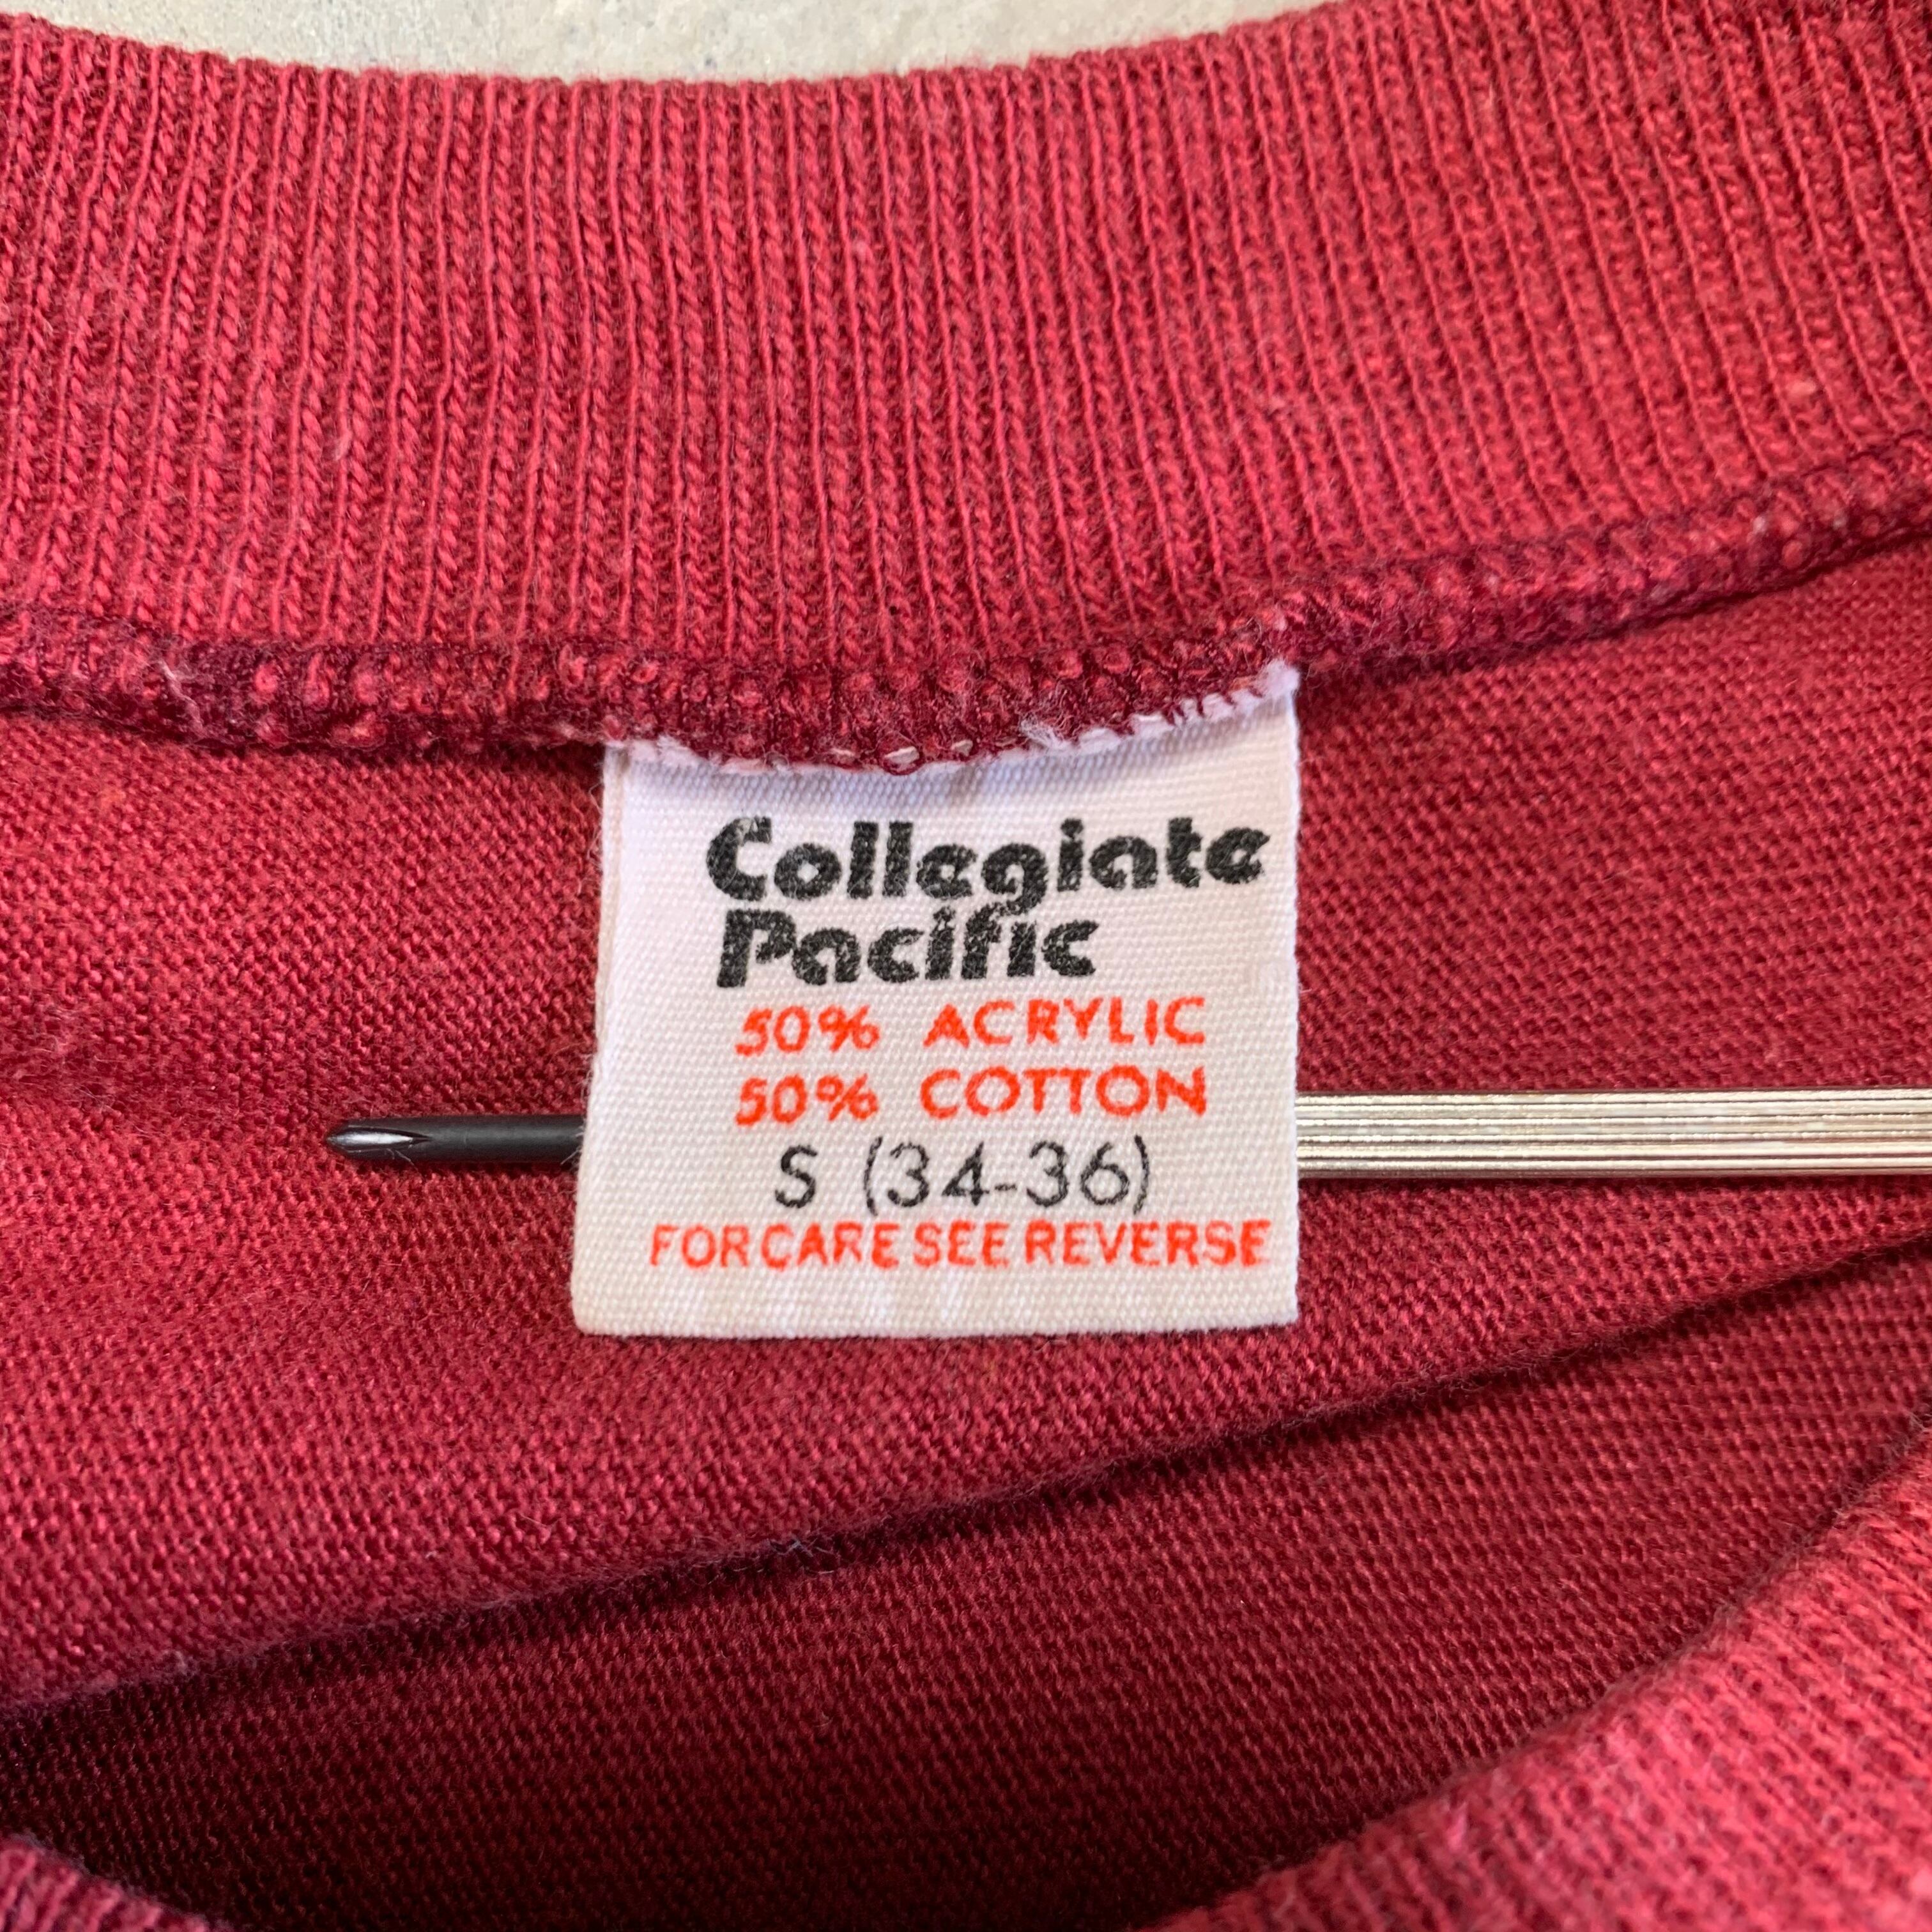 Collegiate
Pacific
50% ACRYLIC
50% COTTON
S (34-36)
FOR CARE SEE REVERSE